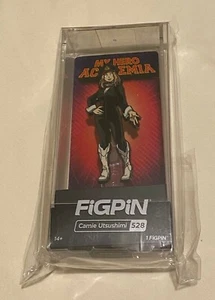 MY HERO
ACADEMIA
FiGPiN
Camie Utsushimi 528
14+
1 FiGPiN